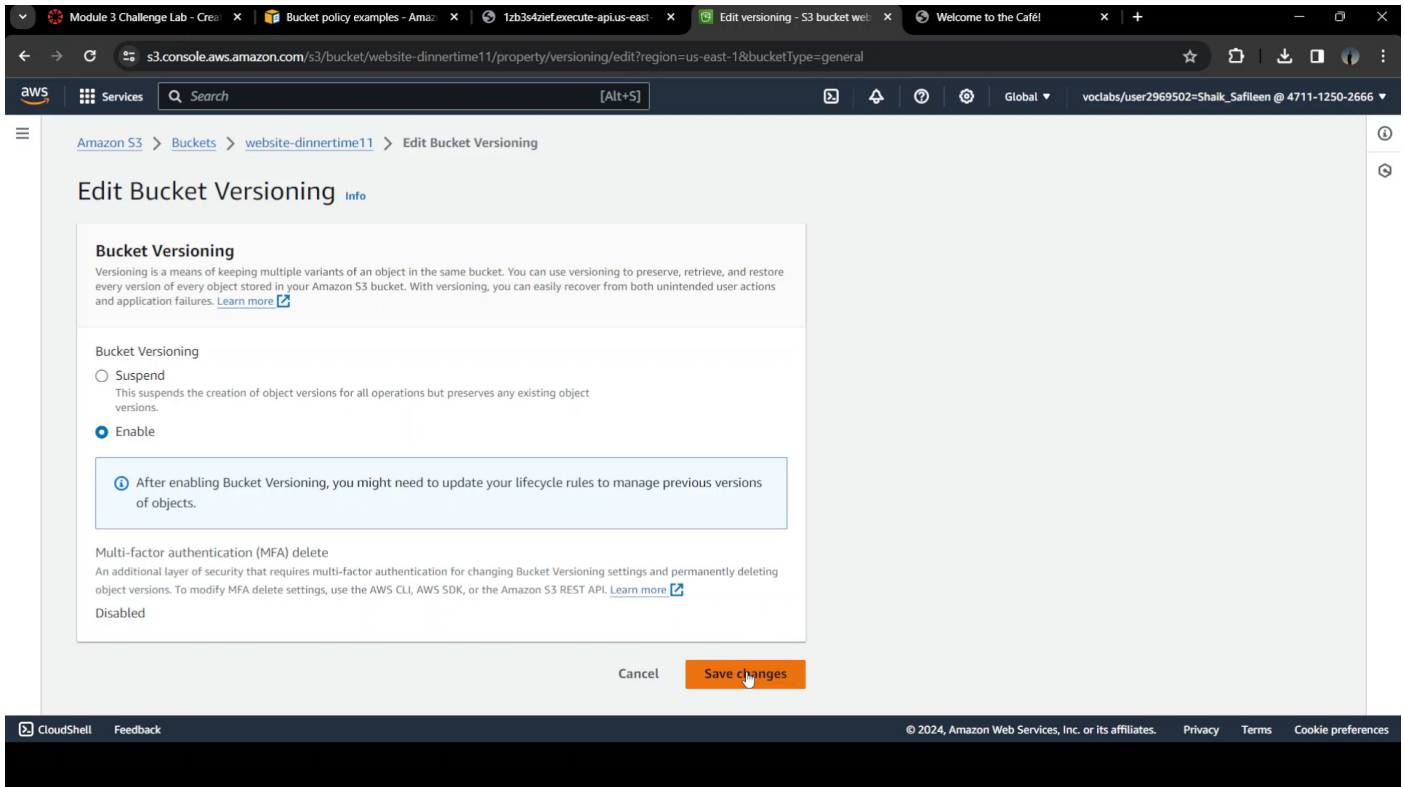 Module 3 Challenge Lab - Crea
Bucket policy examples - Amaz
1zb3s4zief.execute-api.us-east-
Edit versioning - S3 bucket web
Welcome to the Café!
s3.console.aws.amazon.com/s3/bucket/website-dinnertime11/property/versioning/edit?region=us-east-1&bucketType=general
aws
Services
Search
[Alt+S]
Global
voclabs/user2969502=Shaik_Safileen @ 4711-1250-2666
Amazon S3 > Buckets > website-dinnertime11 > Edit Bucket Versioning
Edit Bucket Versioning Info
Bucket Versioning
Versioning is a means of keeping multiple variants of an object in the same bucket. You can use versioning to preserve, retrieve, and restore
every version of every object stored in your Amazon S3 bucket. With versioning, you can easily recover from both unintended user actions
and application failures. Learn more
Bucket Versioning
Suspend
This suspends the creation of object versions for all operations but preserves any existing object
versions.
Enable
After enabling Bucket Versioning, you might need to update your lifecycle rules to manage previous versions
of objects.
Multi-factor authentication (MFA) delete
An additional layer of security that requires multi-factor authentication for changing Bucket Versioning settings and permanently deleting
object versions. To modify MFA delete settings, use the AWS CLI, AWS SDK, or the Amazon S3 REST API. Learn more
Disabled
Cancel
Save changes
CloudShell
Feedback
© 2024, Amazon Web Services, Inc. or its affiliates.
Privacy
Terms
Cookie preferences